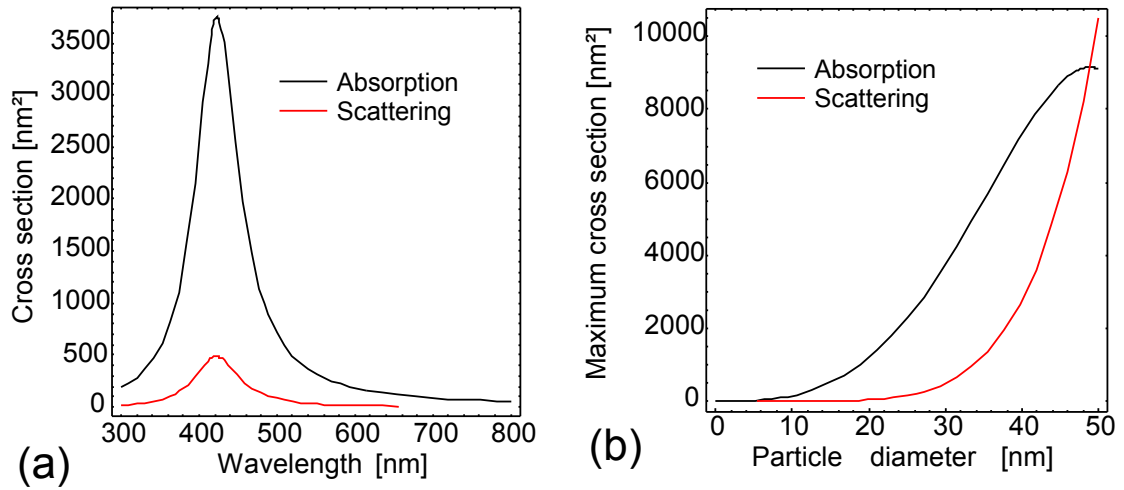 Cross section [nm²]
3500
3000
2500
2000
1500
1000
500
0
Absorption
Scattering
300 400 500 600 700 800
Wavelength [nm]
(a)
Maximum cross section [nm²]
10000
8000
6000
4000
2000
0
Absorption
Scattering
0 10 20 30 40 50
Particle diameter [nm]
(b)